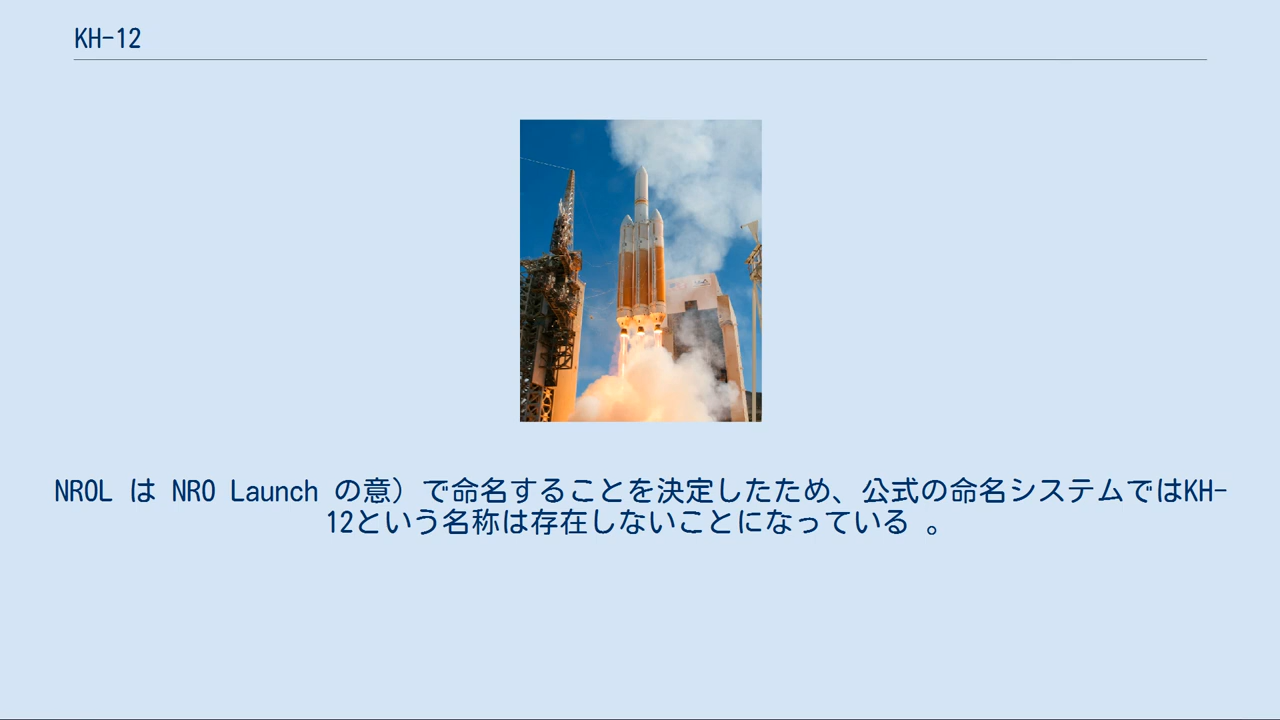 KH-12
NROL は NRO Launch の意）で命名することを決定したため、公式の命名システムではKH-
12という名称は存在しないことになっている 。